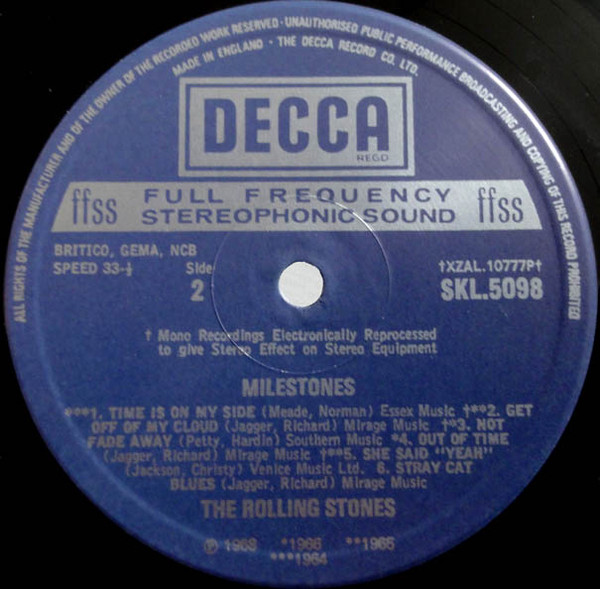 ALL RIGHTS OF THE MANUFACTURER AND OF THE OWNER OF THE RECORDED WORK RESERVED · UNAUTHORISED PUBLIC PERFORMANCE BROADCASTING AND COPYING OF THIS RECORD PROHIBITED
MADE IN ENGLAND · THE DECCA RECORD CO. LTD.
DECCA
REGD
ffss FULL FREQUENCY STEREOPHONIC SOUND ffss
BRITICO, GEMA, NCB
SPEED 33-⅓ Side †XZAL.10777P†
2 SKL.5098
† Mono Recordings Electronically Reprocessed
to give Stereo Effect on Stereo Equipment
MILESTONES
***1. TIME IS ON MY SIDE (Meade, Norman) Essex Music †**2. GET
OFF OF MY CLOUD (Jagger, Richard) Mirage Music †*3. NOT
FADE AWAY (Petty, Hardin) Southern Music *4. OUT OF TIME
(Jagger, Richard) Mirage Music †**5. SHE SAID "YEAH"
(Jackson, Christy) Venice Music Ltd. 6. STRAY CAT
BLUES (Jagger, Richard) Mirage Music
THE ROLLING STONES
℗ 1968 *1966 **1965
***1964